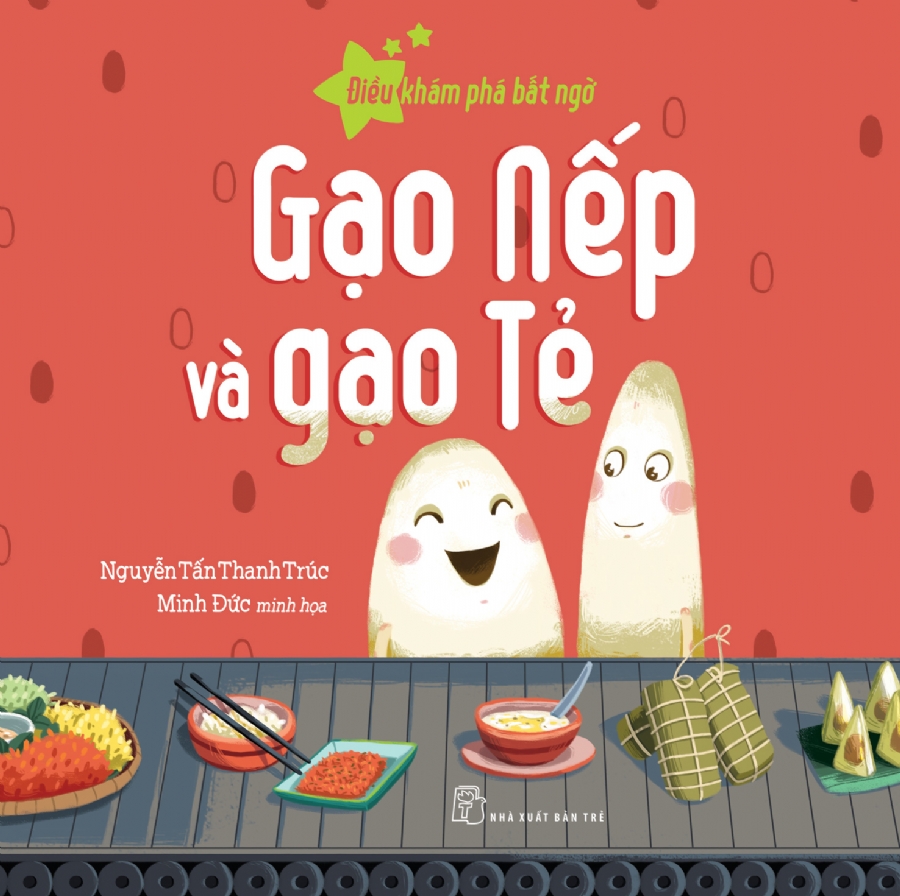 Điều khám phá bất ngờ
Gạo Nếp
và gạo Tẻ
Nguyễn Tấn Thanh Trúc
Minh Đức minh họa
T
NHÀ XUẤT BẢN TRẺ